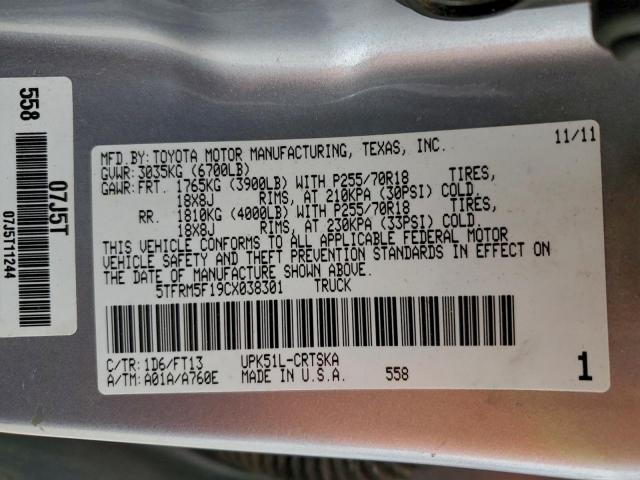 MFD.BY:TOYOTA MOTOR MANUFACTURING, TEXAS, INC. 11/11
GVWR:3035KG (6700LB)
GAWR:FRT. 1765KG (3900LB) WITH P255/70R18 TIRES,
18X8J RIMS, AT 210KPA (30PSI) COLD.
RR. 1810KG (4000LB) WITH P255/70R18 TIRES,
18X8J RIMS, AT 230KPA (33PSI) COLD.
THIS VEHICLE CONFORMS TO ALL APPLICABLE FEDERAL MOTOR
VEHICLE SAFETY AND THEFT PREVENTION STANDARDS IN EFFECT ON
THE DATE OF MANUFACTURE SHOWN ABOVE.
5TFRM5F19CX038301 TRUCK
C/TR:1D6/FT13 UPK51L-CRTSKA
A/TM:A01A/A760E MADE IN U.S.A. 558 1
558
07J5T
07J5T11244